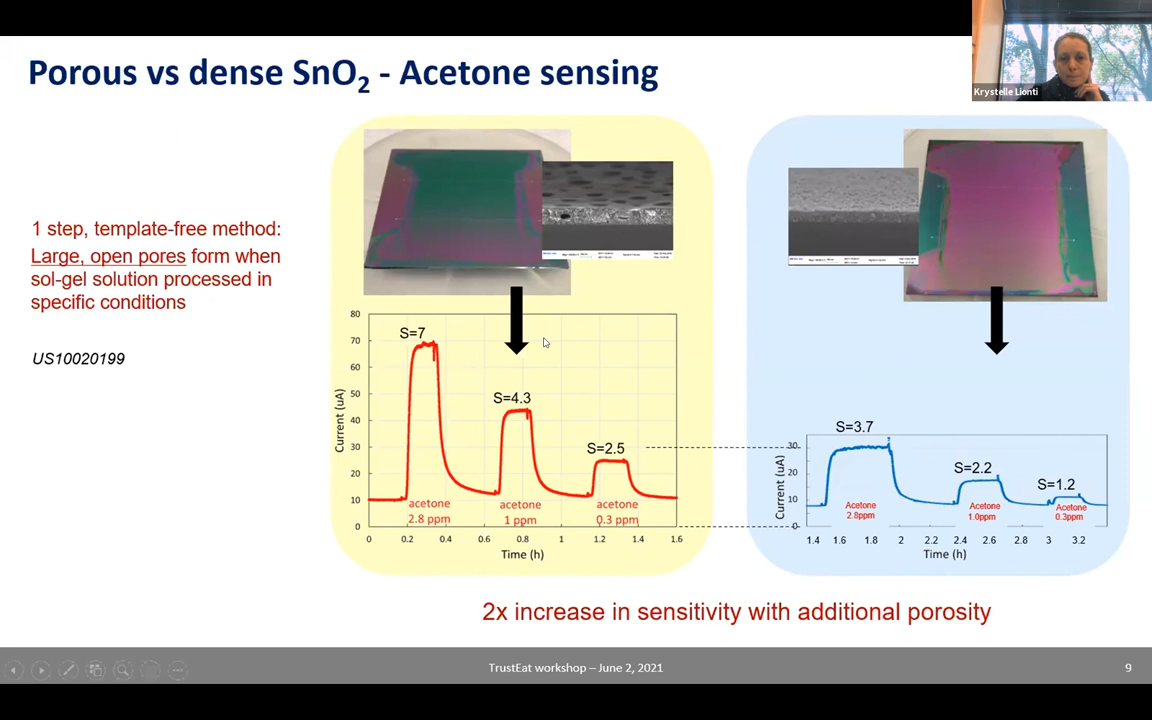 Porous vs dense SnO2 - Acetone sensing
Krystelle Lionti
1 step, template-free method:
Large, open pores form when
sol-gel solution processed in
specific conditions
US10020199
80
70
60
50
40
30
20
10
0
Current (uA)
S=7
S=4.3
S=2.5
acetone
2.8 ppm
acetone
1 ppm
acetone
0.3 ppm
0 0.2 0.4 0.6 0.8 1 1.2 1.4 1.6
Time (h)
30
20
10
0
Current (uA)
S=3.7
S=2.2
S=1.2
Acetone
2.8ppm
Acetone
1.0ppm
Acetone
0.3ppm
1.4 1.6 1.8 2 2.2 2.4 2.6 2.8 3 3.2
Time (h)
2x increase in sensitivity with additional porosity
TrustEat workshop – June 2, 2021
9